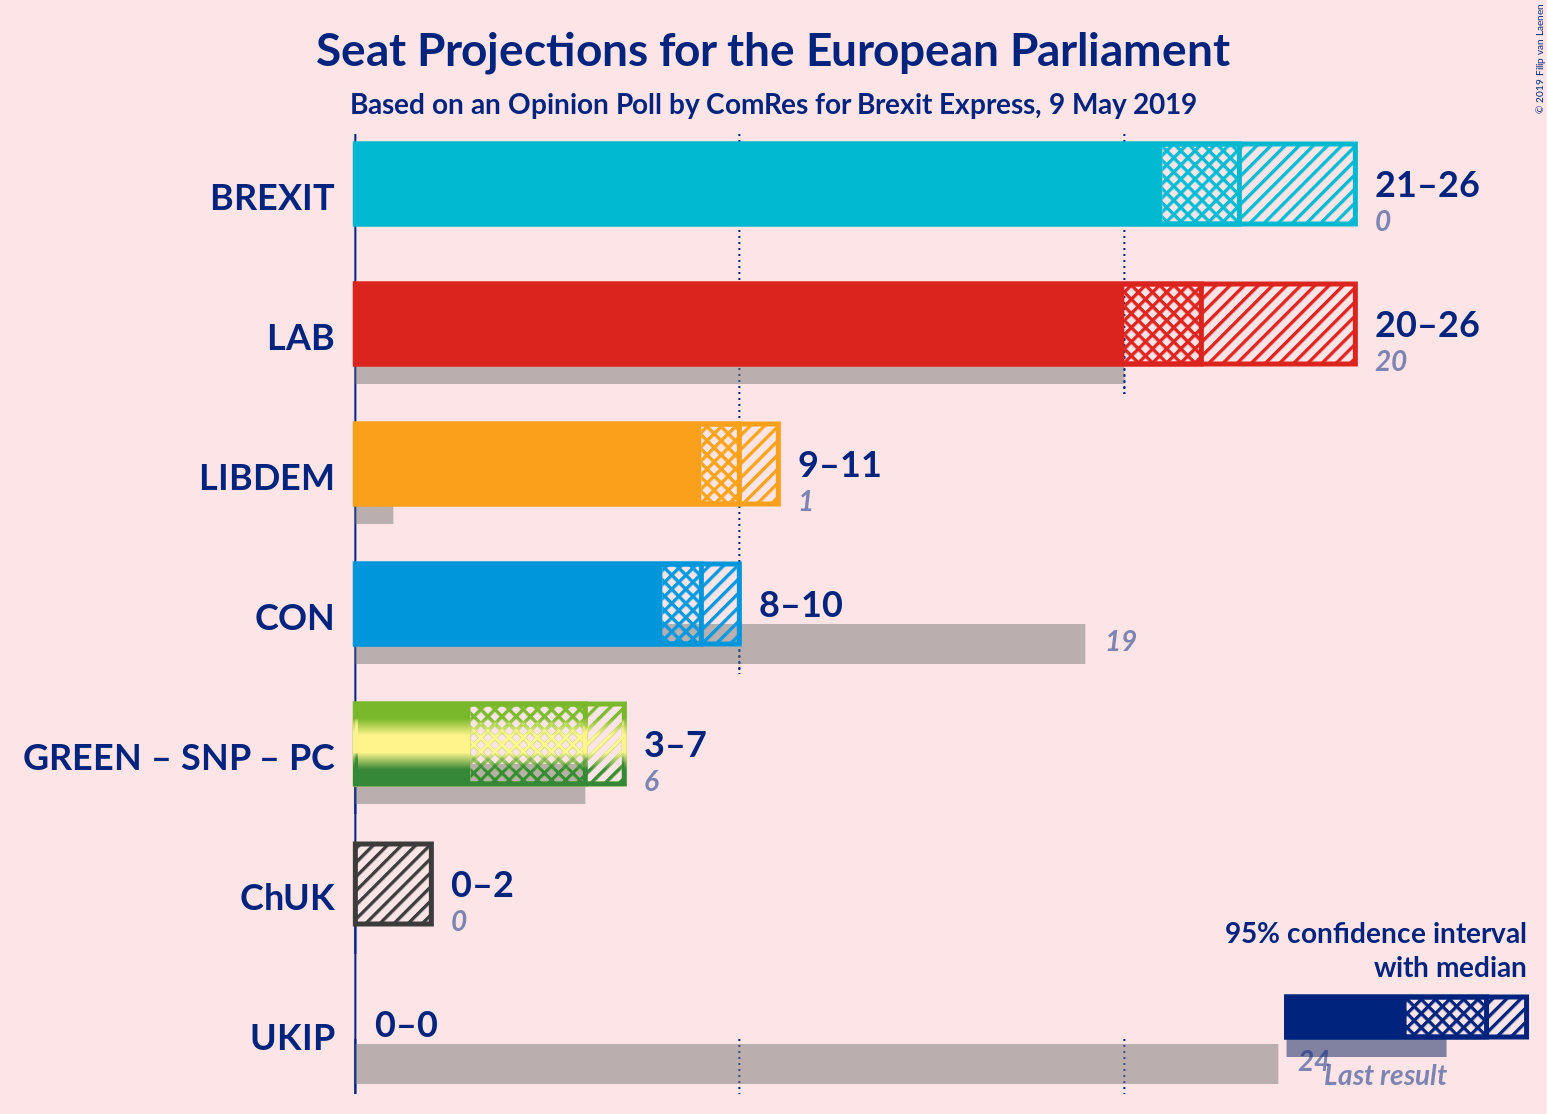 Seat Projections for the European Parliament
Based on an Opinion Poll by ComRes for Brexit Express, 9 May 2019
© 2019 Filip van Laenen
BREXIT
21–26
0
LAB
20–26
20
LIBDEM
9–11
1
CON
8–10
19
GREEN – SNP – PC
3–7
6
ChUK
0–2
0
UKIP
0–0
24
95% confidence interval
with median
Last result